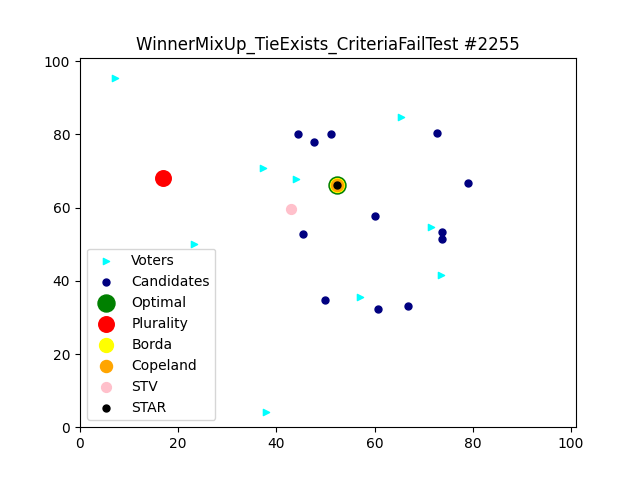 WinnerMixUp_TieExists_CriteriaFailTest #2255
100
80
60
40
20
0
Voters
Candidates
Optimal
Plurality
Borda
Copeland
STV
STAR
0 20 40 60 80 100